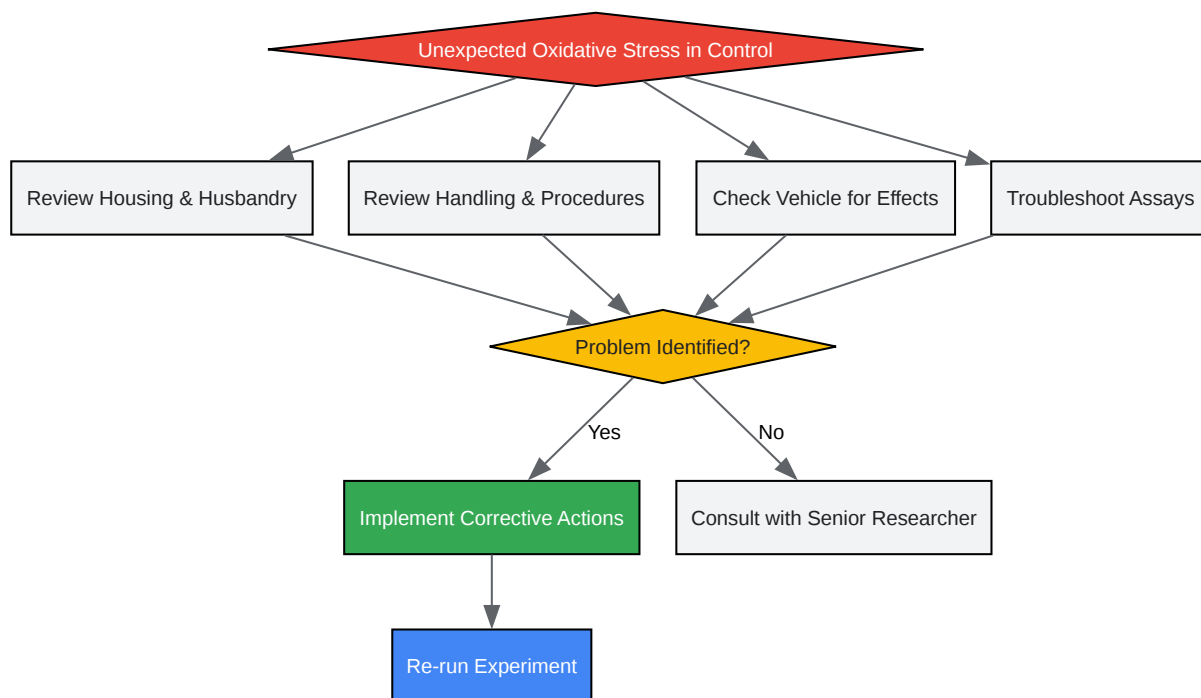 Unexpected Oxidative Stress in Control
Review Housing & Husbandry
Review Handling & Procedures
Check Vehicle for Effects
Troubleshoot Assays
Problem Identified?
Yes
No
Implement Corrective Actions
Consult with Senior Researcher
Re-run Experiment